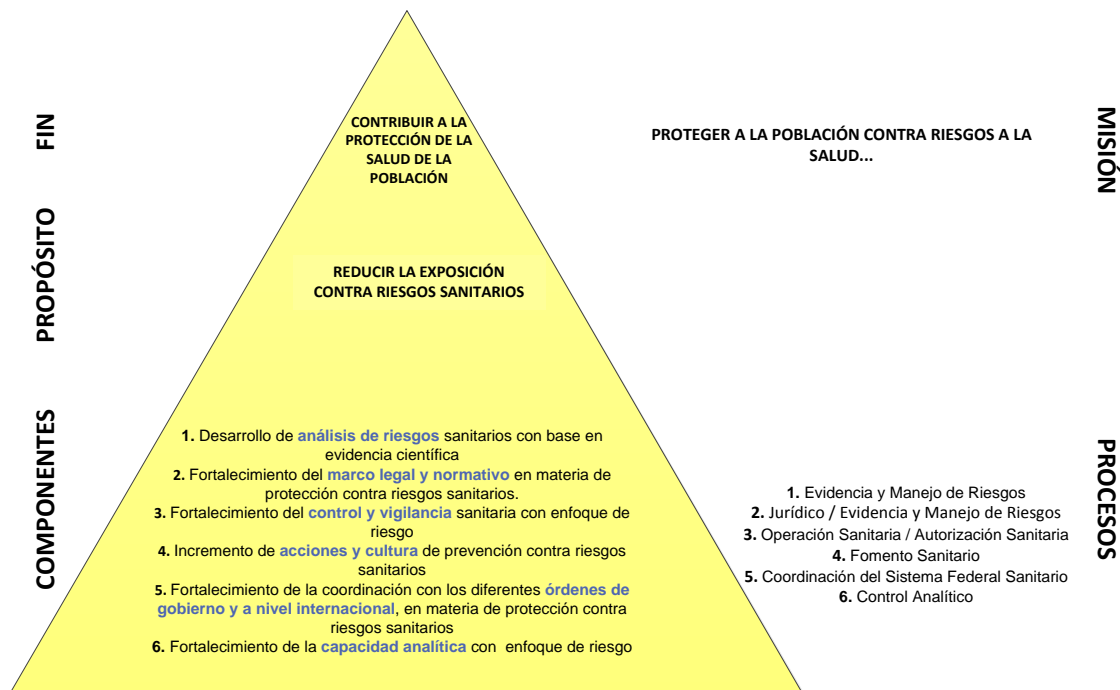 FIN
CONTRIBUIR A LA
PROTECCIÓN DE LA
SALUD DE LA
POBLACIÓN
PROTEGER A LA POBLACIÓN CONTRA RIESGOS A LA
SALUD...
MISIÓN
PROPÓSITO
REDUCIR LA EXPOSICIÓN
CONTRA RIESGOS SANITARIOS
COMPONENTES
1. Desarrollo de análisis de riesgos sanitarios con base en
evidencia científica
2. Fortalecimiento del marco legal y normativo en materia de
protección contra riesgos sanitarios.
3. Fortalecimiento del control y vigilancia sanitaria con enfoque de
riesgo
4. Incremento de acciones y cultura de prevención contra riesgos
sanitarios
5. Fortalecimiento de la coordinación con los diferentes órdenes de
gobierno y a nivel internacional, en materia de protección contra
riesgos sanitarios
6. Fortalecimiento de la capacidad analítica con enfoque de riesgo
1. Evidencia y Manejo de Riesgos
2. Jurídico / Evidencia y Manejo de Riesgos
3. Operación Sanitaria / Autorización Sanitaria
4. Fomento Sanitario
5. Coordinación del Sistema Federal Sanitario
6. Control Analítico
PROCESOS